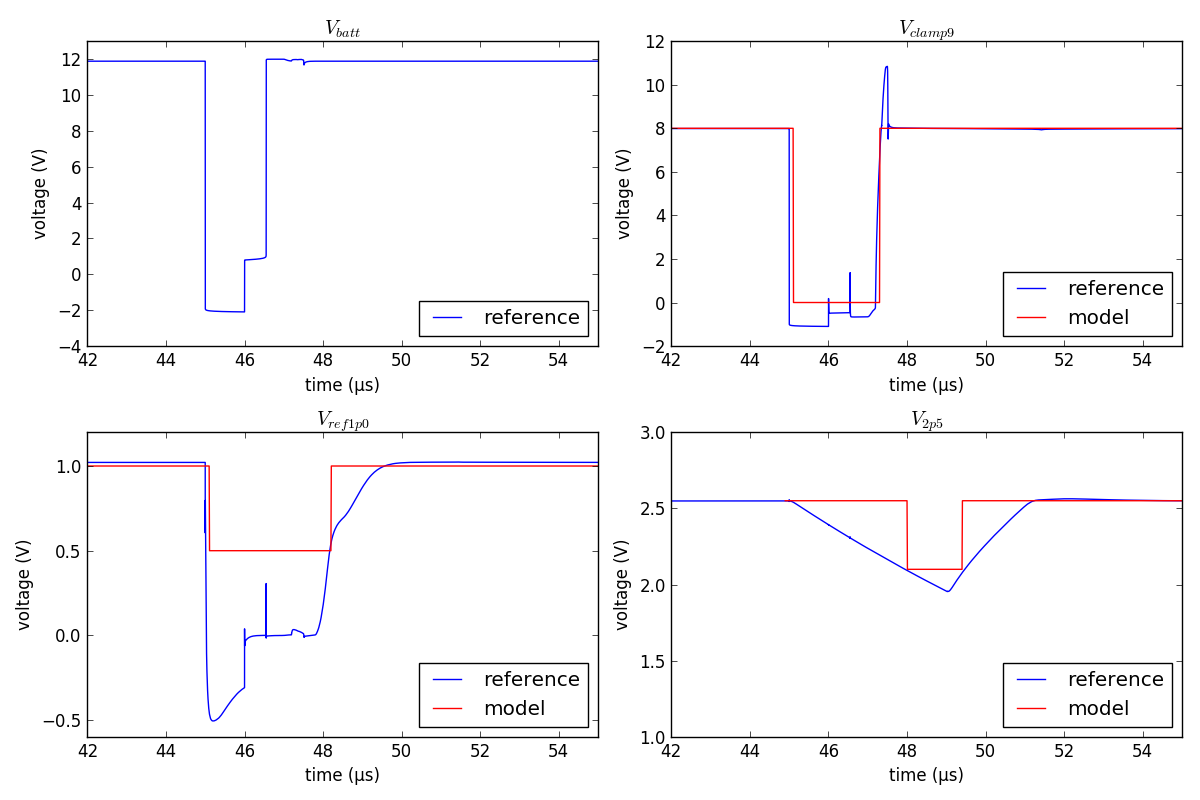 V_batt
voltage (V)
12
10
8
6
4
2
0
−2
−4
42 44 46 48 50 52 54
time (μs)
reference
V_clamp9
voltage (V)
12
10
8
6
4
2
0
−2
42 44 46 48 50 52 54
time (μs)
reference
model
V_ref1p0
voltage (V)
1.0
0.5
0.0
−0.5
42 44 46 48 50 52 54
time (μs)
reference
model
V_2p5
voltage (V)
3.0
2.5
2.0
1.5
1.0
42 44 46 48 50 52 54
time (μs)
reference
model